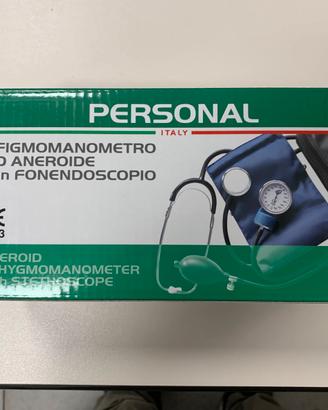 PERSONAL
ITALY
FIGMOMANOMETRO
D ANEROIDE
n FONENDOSCOPIO
EROID
HYGMOMANOMETER
h STETHOSCOPE